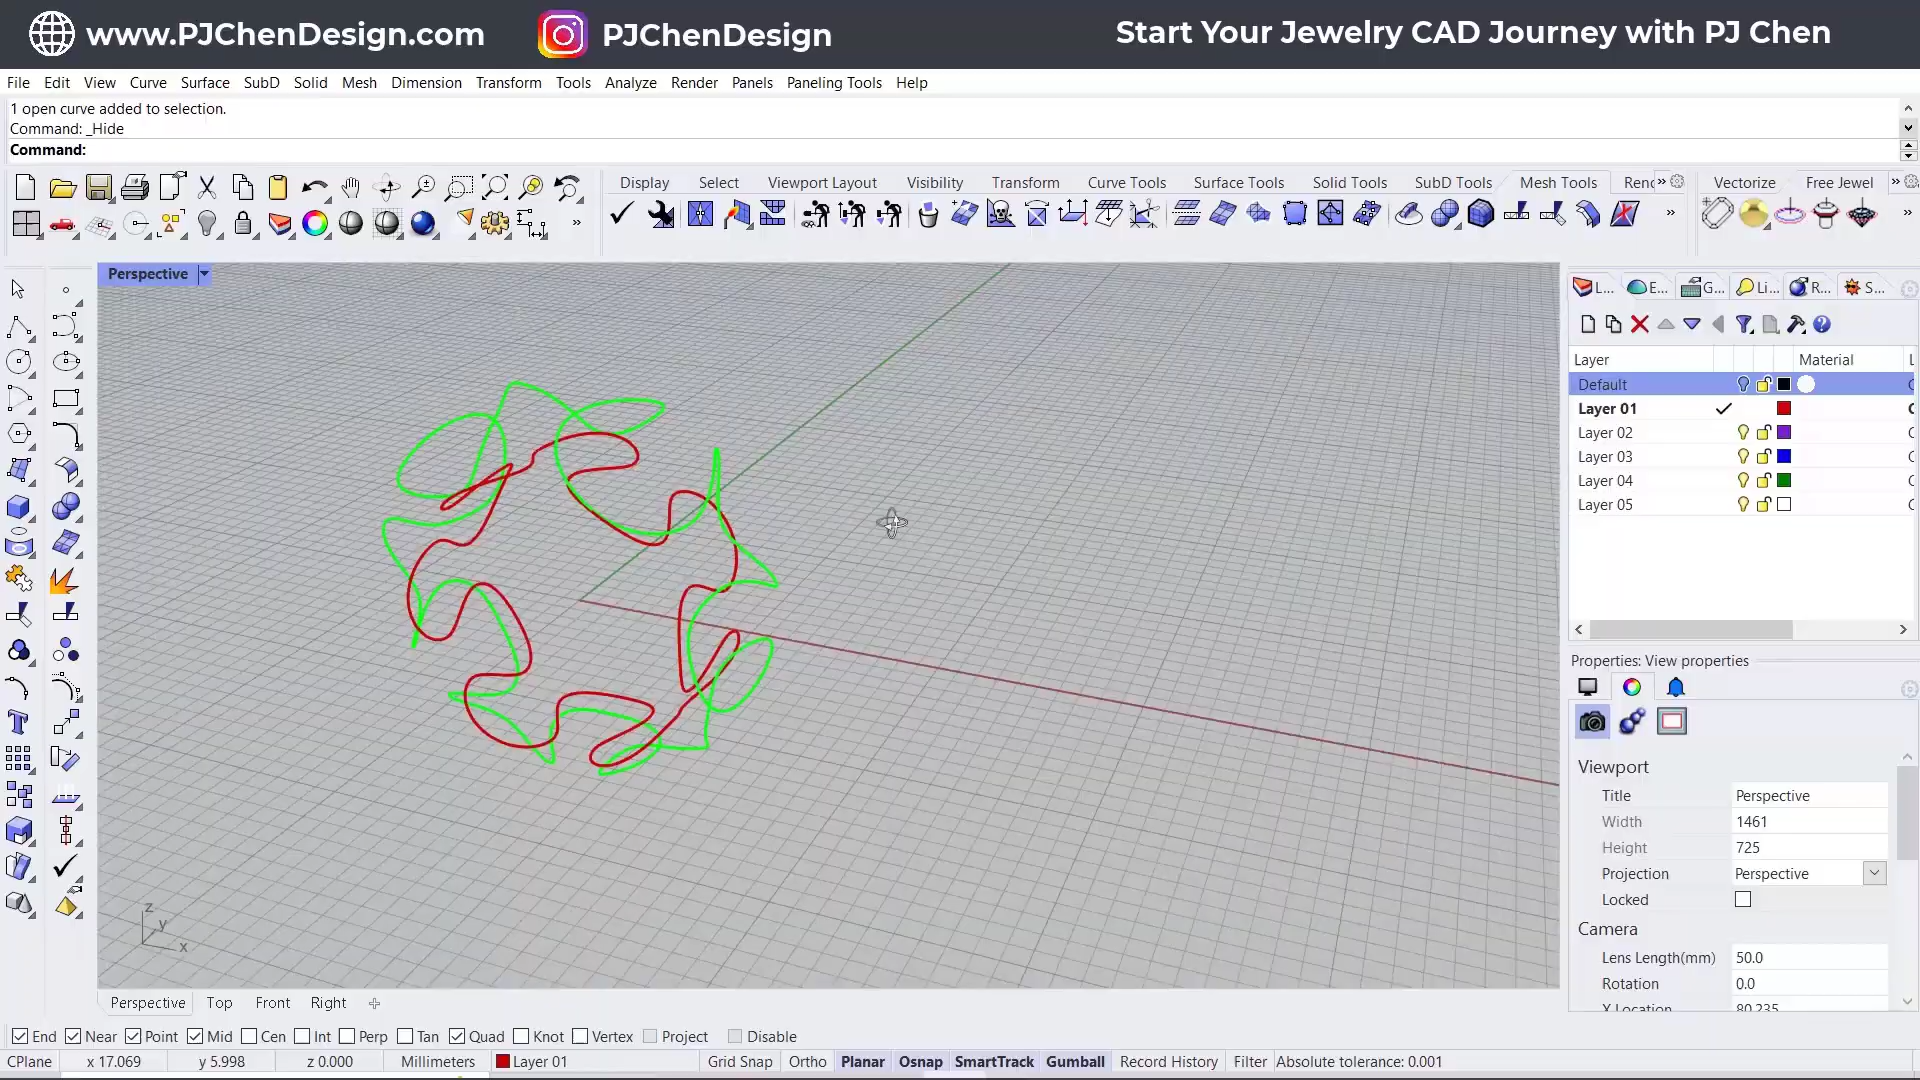 www.PJChenDesign.com PJChenDesign Start Your Jewelry CAD Journey with PJ Chen
File Edit View Curve Surface SubD Solid Mesh Dimension Transform Tools Analyze Render Panels Paneling Tools Help
1 open curve added to selection.
Command: _Hide
Command:
Display Select Viewport Layout Visibility Transform Curve Tools Surface Tools Solid Tools SubD Tools Mesh Tools Vectorize Free Jewel
Perspective
L... E... G... Li... R... S...
Layer Material
Default
Layer 01
Layer 02
Layer 03
Layer 04
Layer 05
Properties: View properties
Viewport
Title Perspective
Width 1461
Height 725
Projection Perspective
Locked
Camera
Lens Length(mm) 50.0
Rotation 0.0
z
y
x
Perspective Top Front Right
End Near Point Mid Cen Int Perp Tan Quad Knot Vertex Project Disable
CPlane x 17.069 y 5.998 z 0.000 Millimeters Layer 01 Grid Snap Ortho Planar Osnap SmartTrack Gumball Record History Filter Absolute tolerance: 0.001